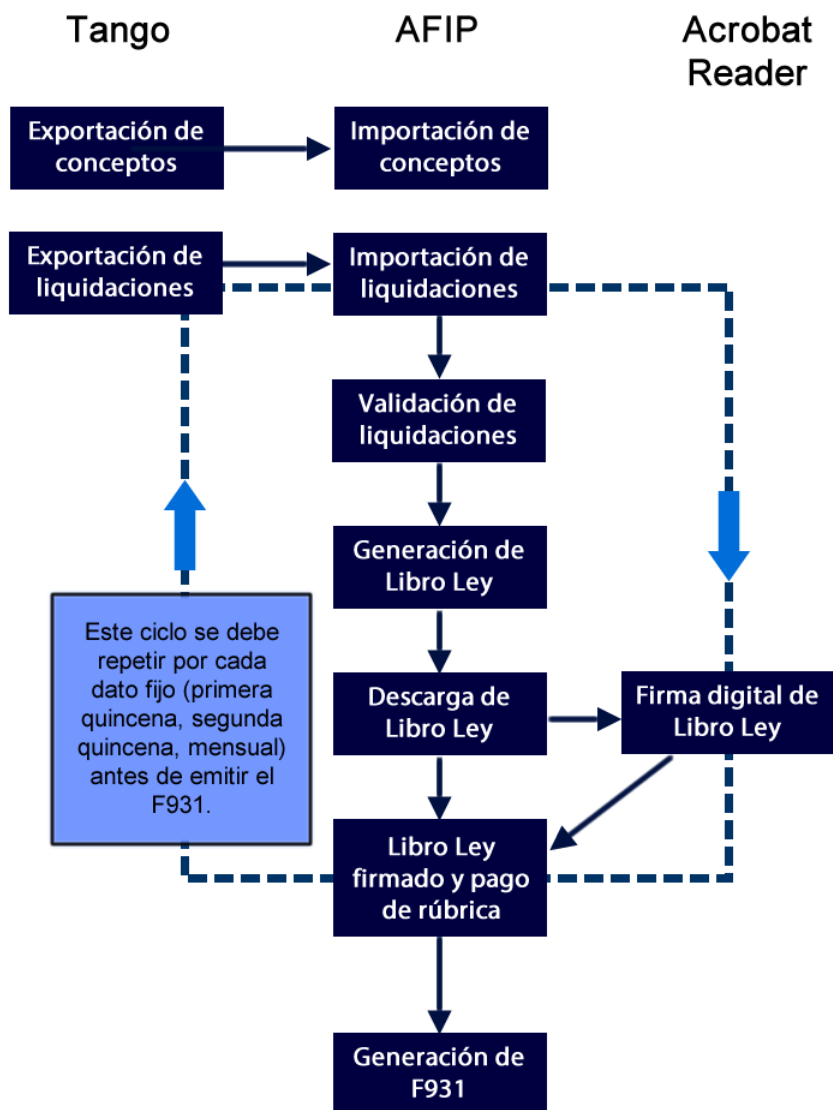 Tango
AFIP
Acrobat
Reader
Exportación de
conceptos
Importación de
conceptos
Exportación de
liquidaciones
Importación de
liquidaciones
Validación de
liquidaciones
Generación de
Libro Ley
Este ciclo se debe
repetir por cada
dato fijo (primera
quincena, segunda
quincena, mensual)
antes de emitir el
F931.
Descarga de
Libro Ley
Firma digital de
Libro Ley
Libro Ley
firmado y pago
de rúbrica
Generación de
F931